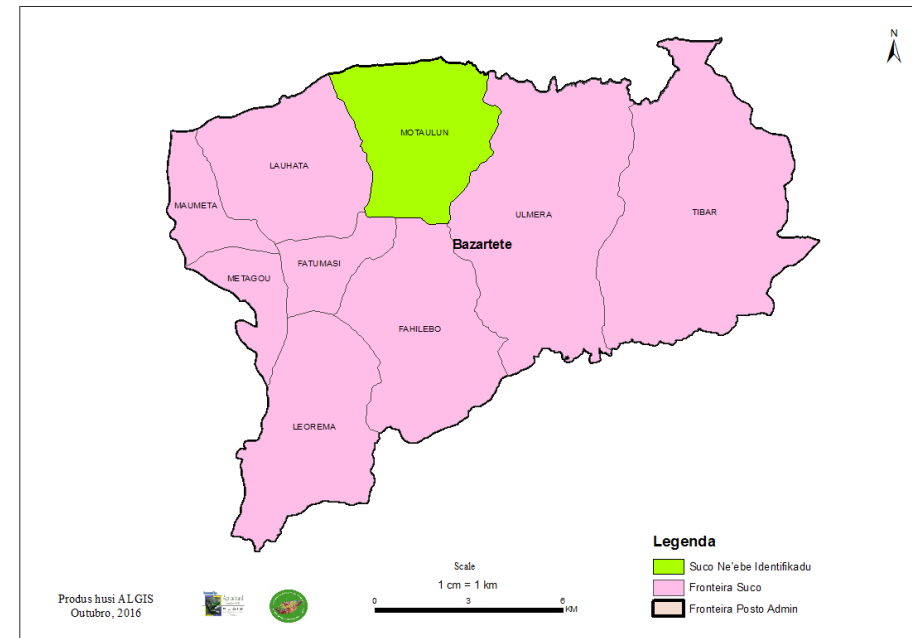 N
MOTAULUN
LAUHATA
MAUMETA
ULMERA
TIBAR
Bazartete
FATUMASI
METAGOU
FAHILEBO
LEOREMA
Legenda
Suco Ne'ebe Identifikadu
Fronteira Suco
Fronteira Posto Admin
Scale
1 cm = 1 km
0 3 6
KM
Produs husi ALGIS
Outubro, 2016